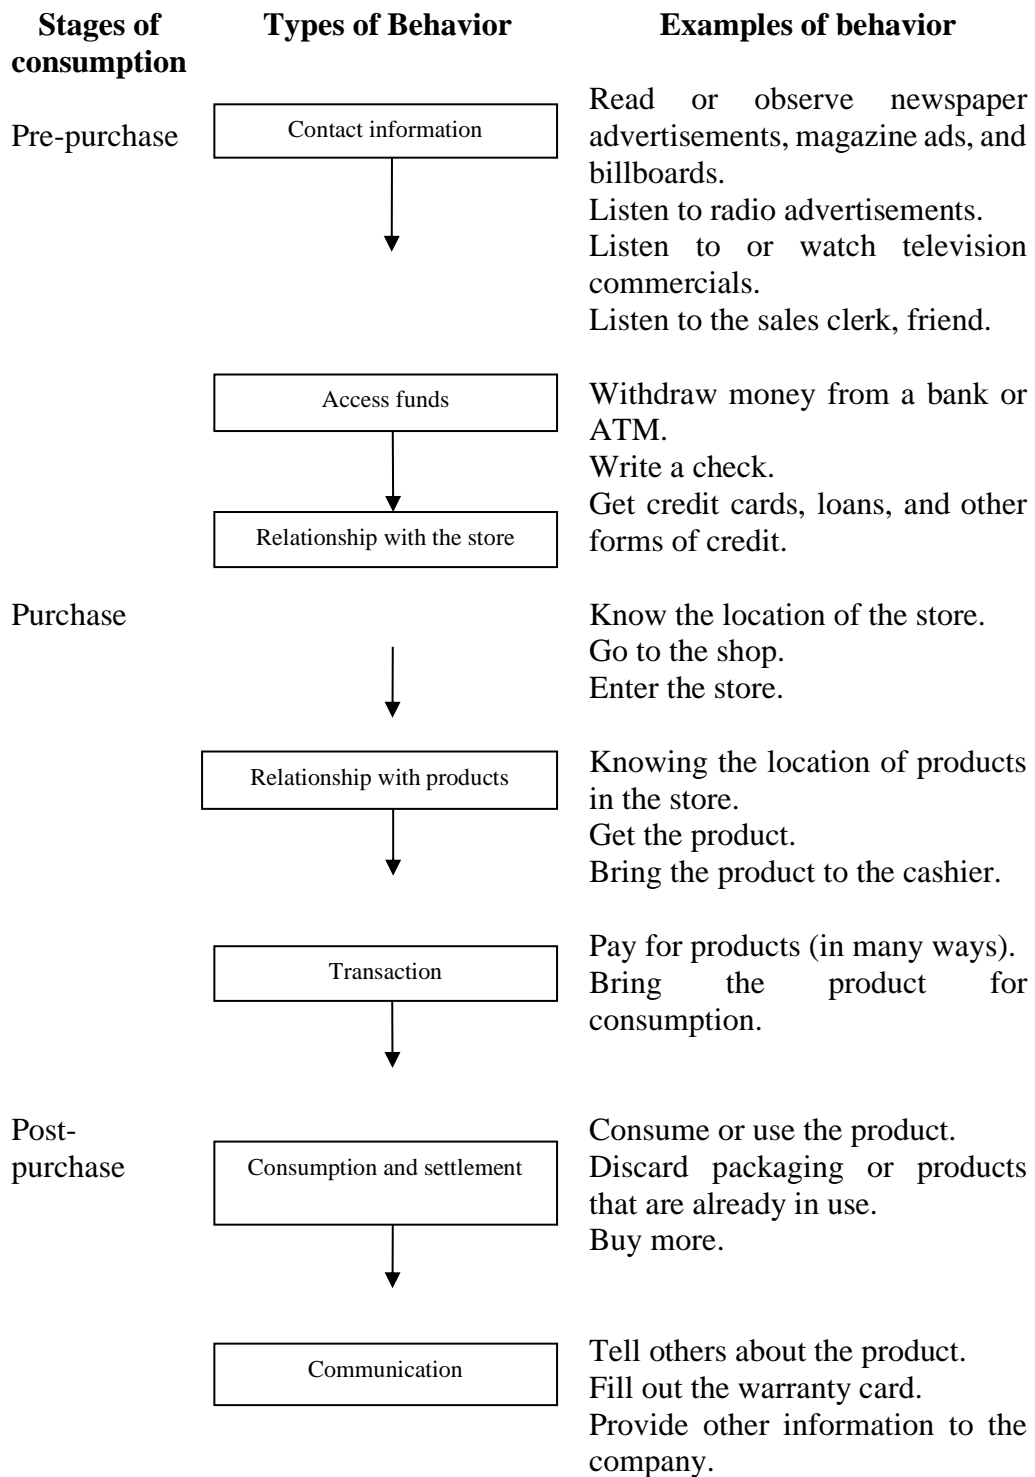 Stages of consumption
Types of Behavior
Examples of behavior
Pre-purchase
Contact information
Read or observe newspaper
advertisements, magazine ads, and
billboards.
Listen to radio advertisements.
Listen to or watch television
commercials.
Listen to the sales clerk, friend.
Access funds
Withdraw money from a bank or
ATM.
Write a check.
Get credit cards, loans, and other
forms of credit.
Relationship with the store
Purchase
Know the location of the store.
Go to the shop.
Enter the store.
Relationship with products
Knowing the location of products
in the store.
Get the product.
Bring the product to the cashier.
Transaction
Pay for products (in many ways).
Bring the product for
consumption.
Post-
purchase
Consumption and settlement
Consume or use the product.
Discard packaging or products
that are already in use.
Buy more.
Communication
Tell others about the product.
Fill out the warranty card.
Provide other information to the
company.